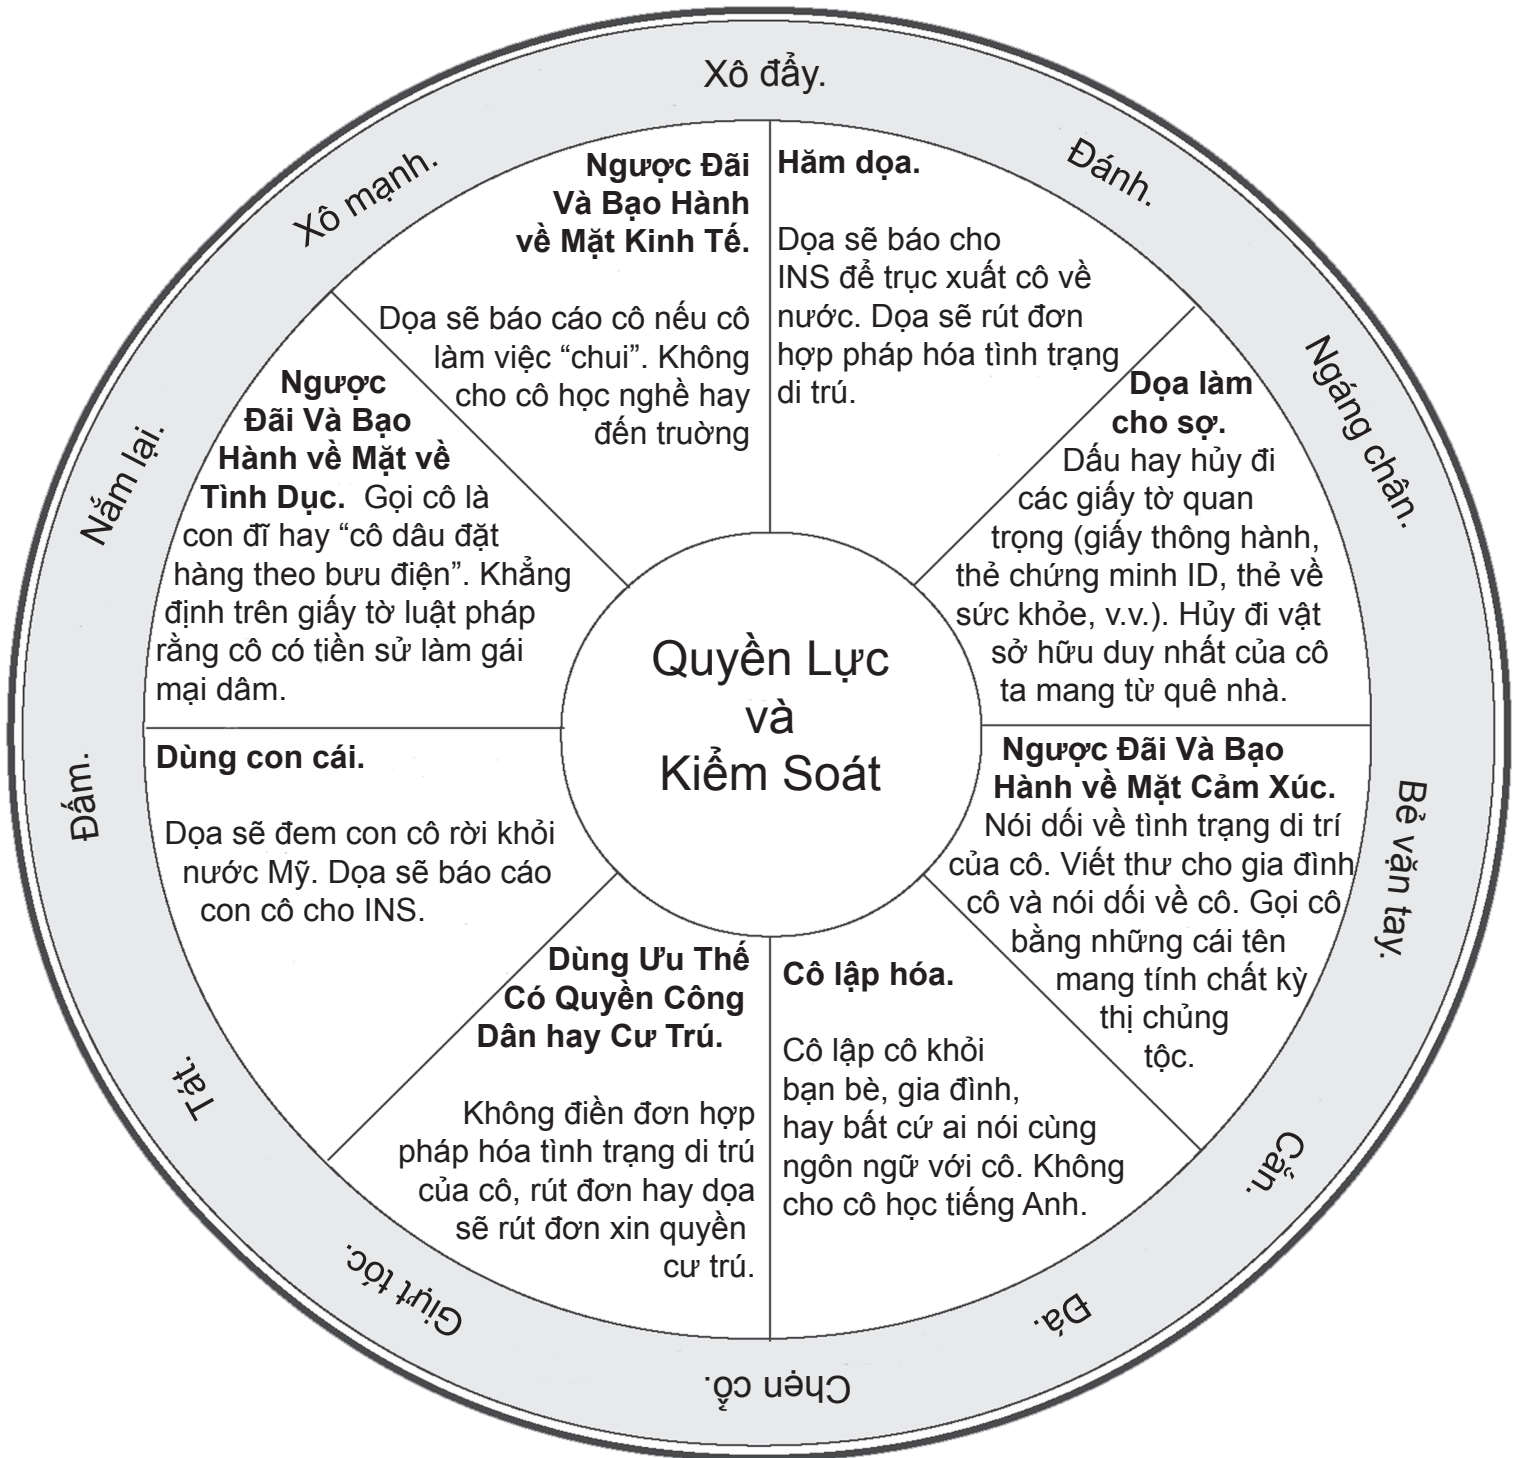 Xô đẩy.
Đánh.
Ngáng chân.
Bẻ vặn tay.
Cắn.
Đá.
Chẹn cổ.
Giựt tóc.
Tát.
Đấm.
Nắm lại.
Xô mạnh.
Ngược Đãi
Và Bạo Hành
về Mặt Kinh Tế.
Dọa sẽ báo cáo cô nếu cô
làm việc “chui”. Không
cho cô học nghề hay
đến truờng
Hăm dọa.
Dọa sẽ báo cho
INS để trục xuất cô về
nước. Dọa sẽ rút đơn
hợp pháp hóa tình trạng
di trú.
Dọa làm
cho sợ.
Dấu hay hủy đi
các giấy tờ quan
trọng (giấy thông hành,
thẻ chứng minh ID, thẻ về
sức khỏe, v.v.). Hủy đi vật
sở hữu duy nhất của cô
ta mang từ quê nhà.
Ngược Đãi Và Bạo
Hành về Mặt Cảm Xúc.
Nói dối về tình trạng di trí
của cô. Viết thư cho gia đình
cô và nói dối về cô. Gọi cô
bằng những cái tên
mang tính chất kỳ
thị chủng
tộc.
Cô lập hóa.
Cô lập cô khỏi
bạn bè, gia đình,
hay bất cứ ai nói cùng
ngôn ngữ với cô. Không
cho cô học tiếng Anh.
Dùng Ưu Thế
Có Quyền Công
Dân hay Cư Trú.
Không điền đơn hợp
pháp hóa tình trạng di trú
của cô, rút đơn hay dọa
sẽ rút đơn xin quyền
cư trú.
Dùng con cái.
Dọa sẽ đem con cô rời khỏi
nước Mỹ. Dọa sẽ báo cáo
con cô cho INS.
Ngược
Đãi Và Bạo
Hành về Mặt về
Tình Dục. Gọi cô là
con đĩ hay “cô dâu đặt
hàng theo bưu điện”. Khẳng
định trên giấy tờ luật pháp
rằng cô có tiền sử làm gái
mại dâm.
Quyền Lực
và
Kiểm Soát